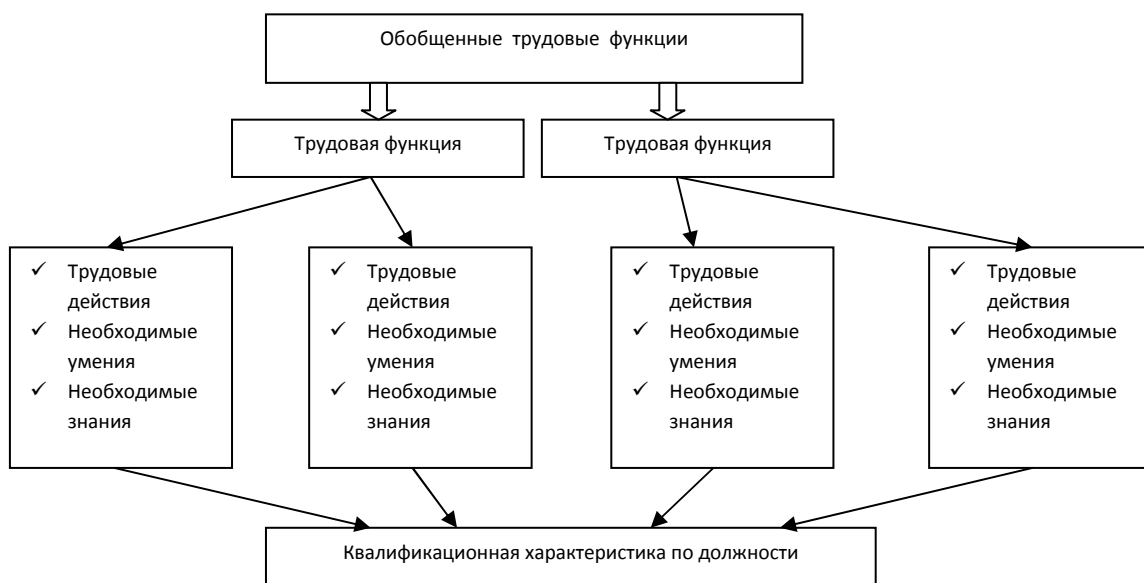 Обобщенные трудовые функции
Трудовая функция
Трудовая функция
✓ Трудовые
действия
✓ Необходимые
умения
✓ Необходимые
знания
✓ Трудовые
действия
✓ Необходимые
умения
✓ Необходимые
знания
✓ Трудовые
действия
✓ Необходимые
умения
✓ Необходимые
знания
✓ Трудовые
действия
✓ Необходимые
умения
✓ Необходимые
знания
Квалификационная характеристика по должности